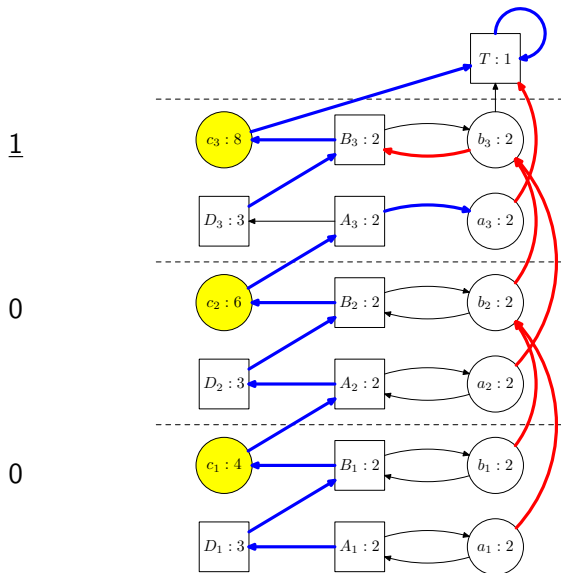 T : 1
1 c₃ : 8 B₃ : 2 b₃ : 2
D₃ : 3 A₃ : 2 a₃ : 2
0 c₂ : 6 B₂ : 2 b₂ : 2
D₂ : 3 A₂ : 2 a₂ : 2
0 c₁ : 4 B₁ : 2 b₁ : 2
D₁ : 3 A₁ : 2 a₁ : 2